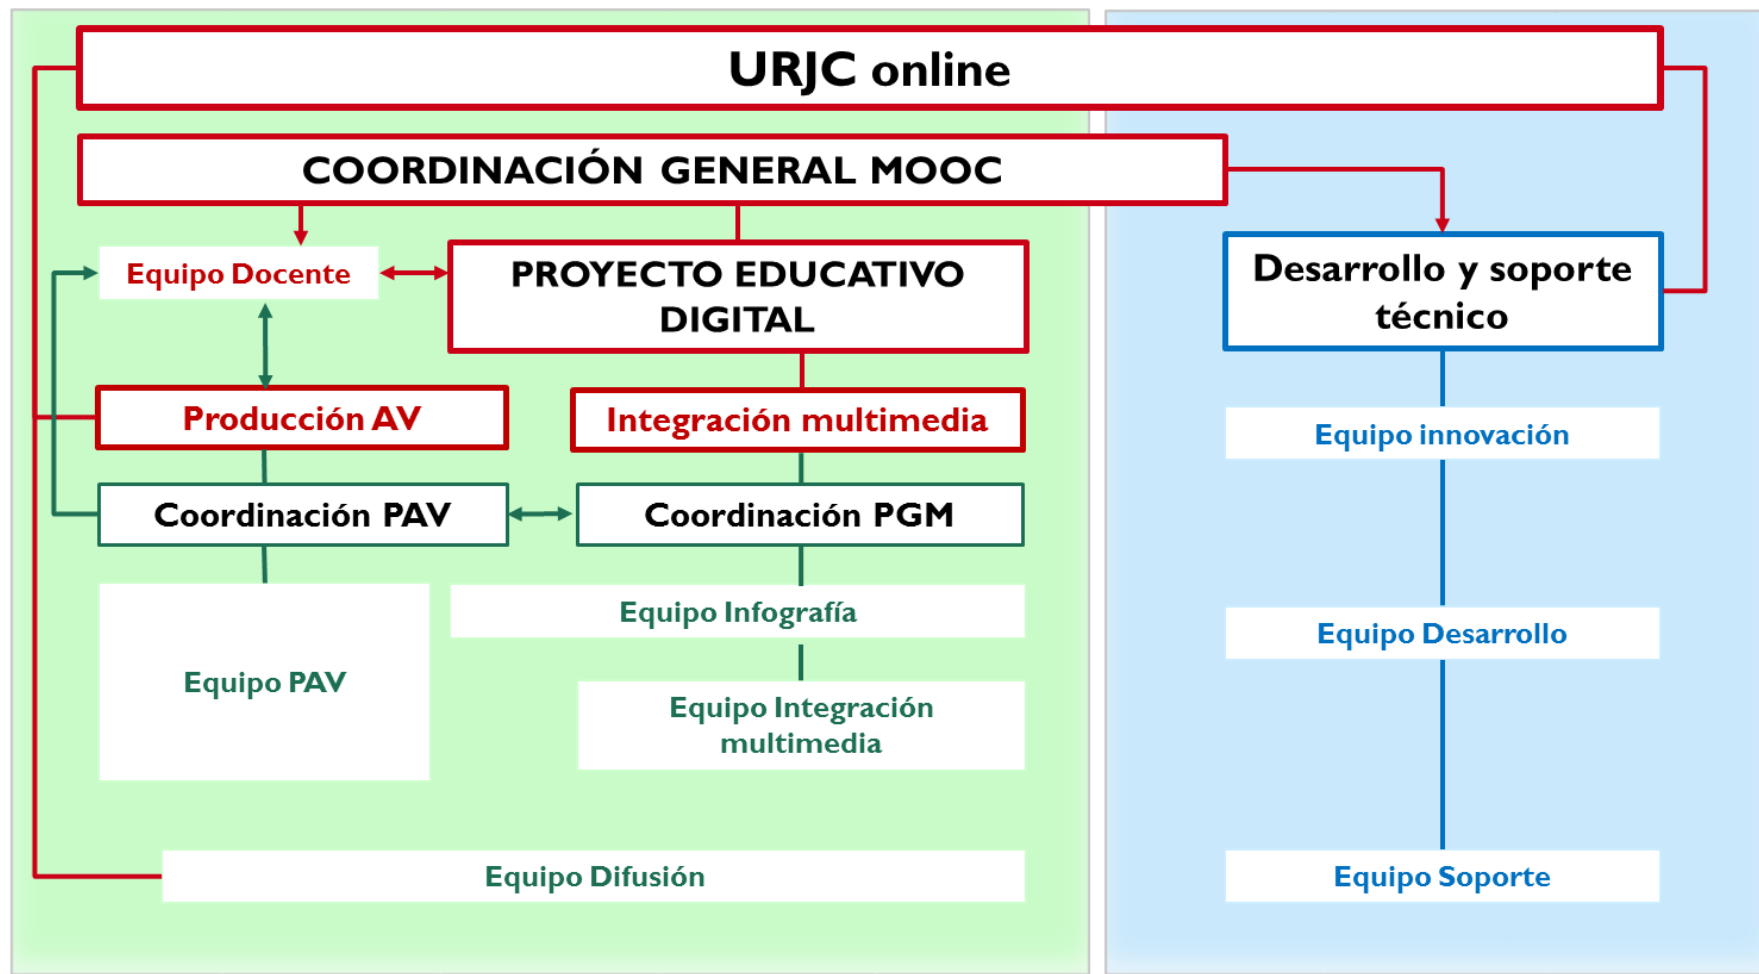 URJC online
COORDINACIÓN GENERAL MOOC
Equipo Docente
PROYECTO EDUCATIVO
DIGITAL
Desarrollo y soporte
técnico
Producción AV
Integración multimedia
Equipo innovación
Coordinación PAV
Coordinación PGM
Equipo Infografía
Equipo Desarrollo
Equipo PAV
Equipo Integración
multimedia
Equipo Difusión
Equipo Soporte